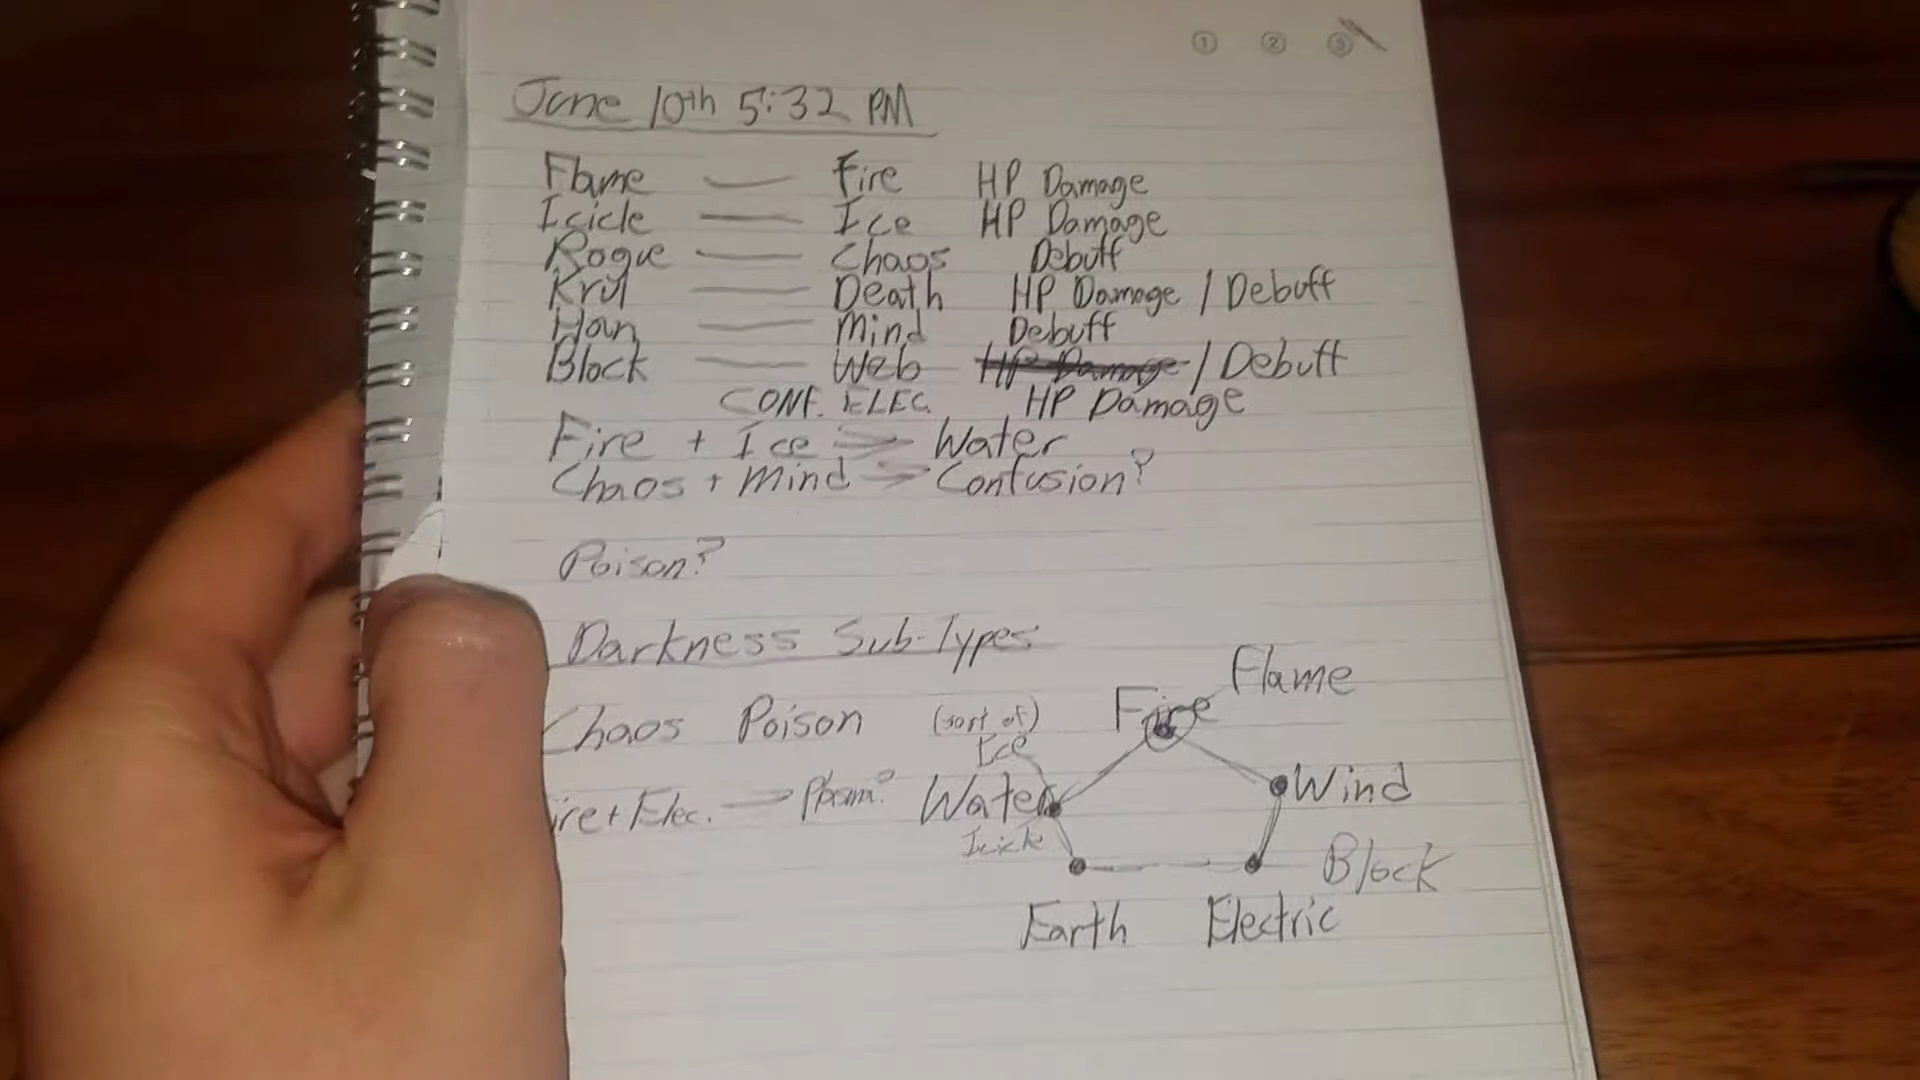 ① ② ③
June 10th 5:32 PM
Flame — Fire HP Damage
Icicle — Ice HP Damage
Rogue — Chaos Debuff
Krul — Death HP Damage / Debuff
Mind Debuff
Block — Web HP Damage / Debuff
CONF. ELEC. HP Damage
Fire + Ice => Water
Chaos + Mind => Confusion?
Poison?
Darkness Sub-Types
Flame
Fire
Chaos Poison (sort of)
Ice
Wind
ire + Elec. → Water
Icicle
Block
Earth Electric